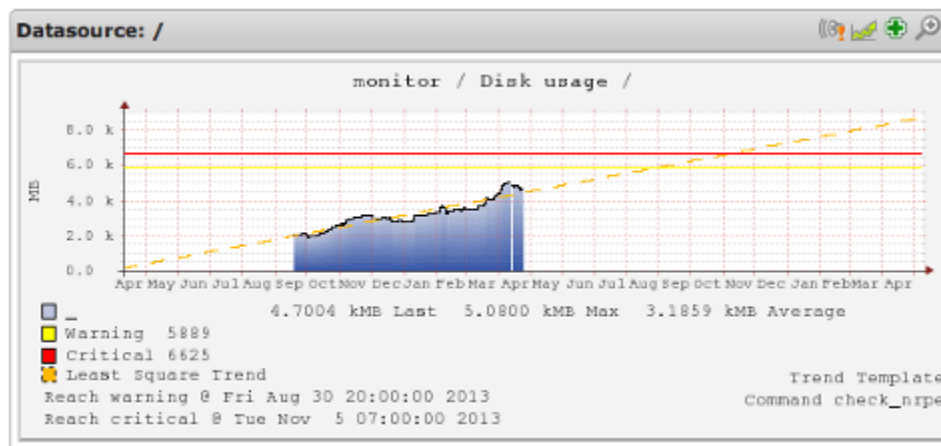 Datasource: /
monitor / Disk usage /
MB
8.0 k
6.0 k
4.0 k
2.0 k
0.0
Apr May Jun Jul Aug Sep Oct Nov Dec Jan Feb Mar Apr May Jun Jul Aug Sep Oct Nov Dec Jan Feb Mar Apr
_ 4.7004 kMB Last 5.0800 kMB Max 3.1859 kMB Average
Warning 5889
Critical 6625
Least Square Trend
Reach warning @ Fri Aug 30 20:00:00 2013
Reach critical @ Tue Nov 5 07:00:00 2013
Trend Template
Command check_nrpe